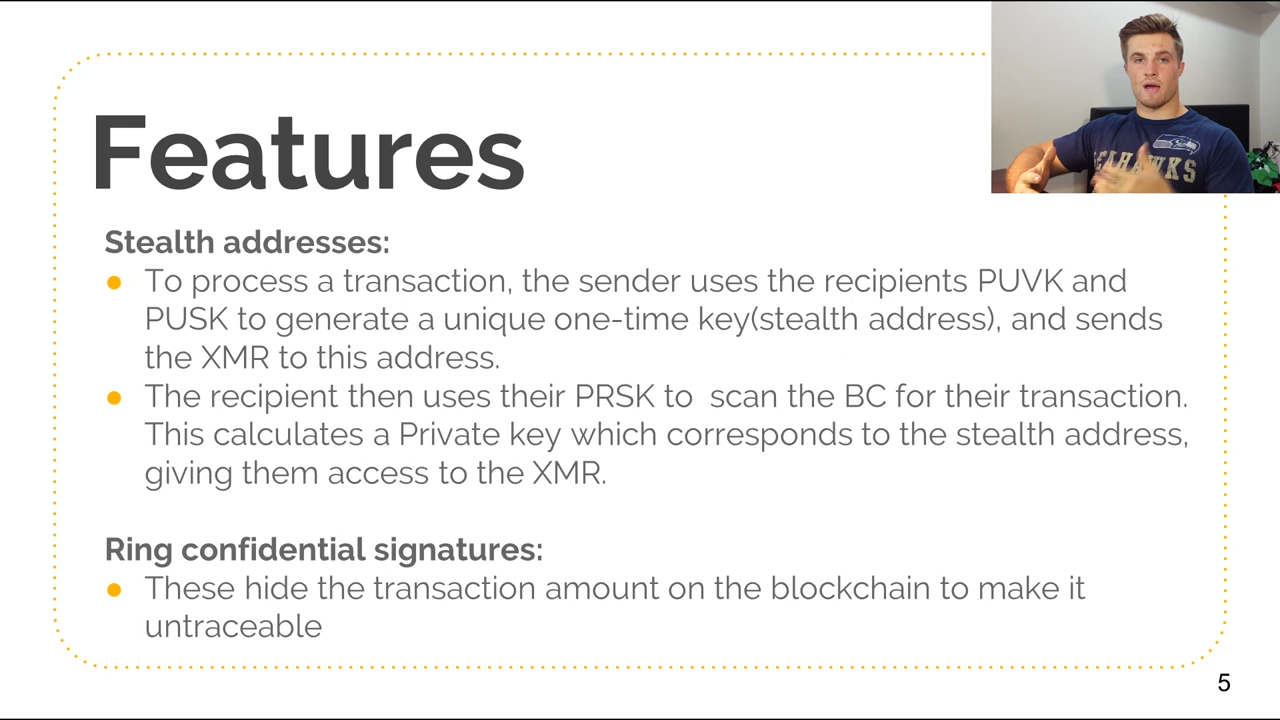 Features
SEAHAWKS
Stealth addresses:
To process a transaction, the sender uses the recipients PUVK and
PUSK to generate a unique one-time key(stealth address), and sends
the XMR to this address.
The recipient then uses their PRSK to  scan the BC for their transaction.
This calculates a Private key which corresponds to the stealth address,
giving them access to the XMR.
Ring confidential signatures:
These hide the transaction amount on the blockchain to make it
untraceable
5